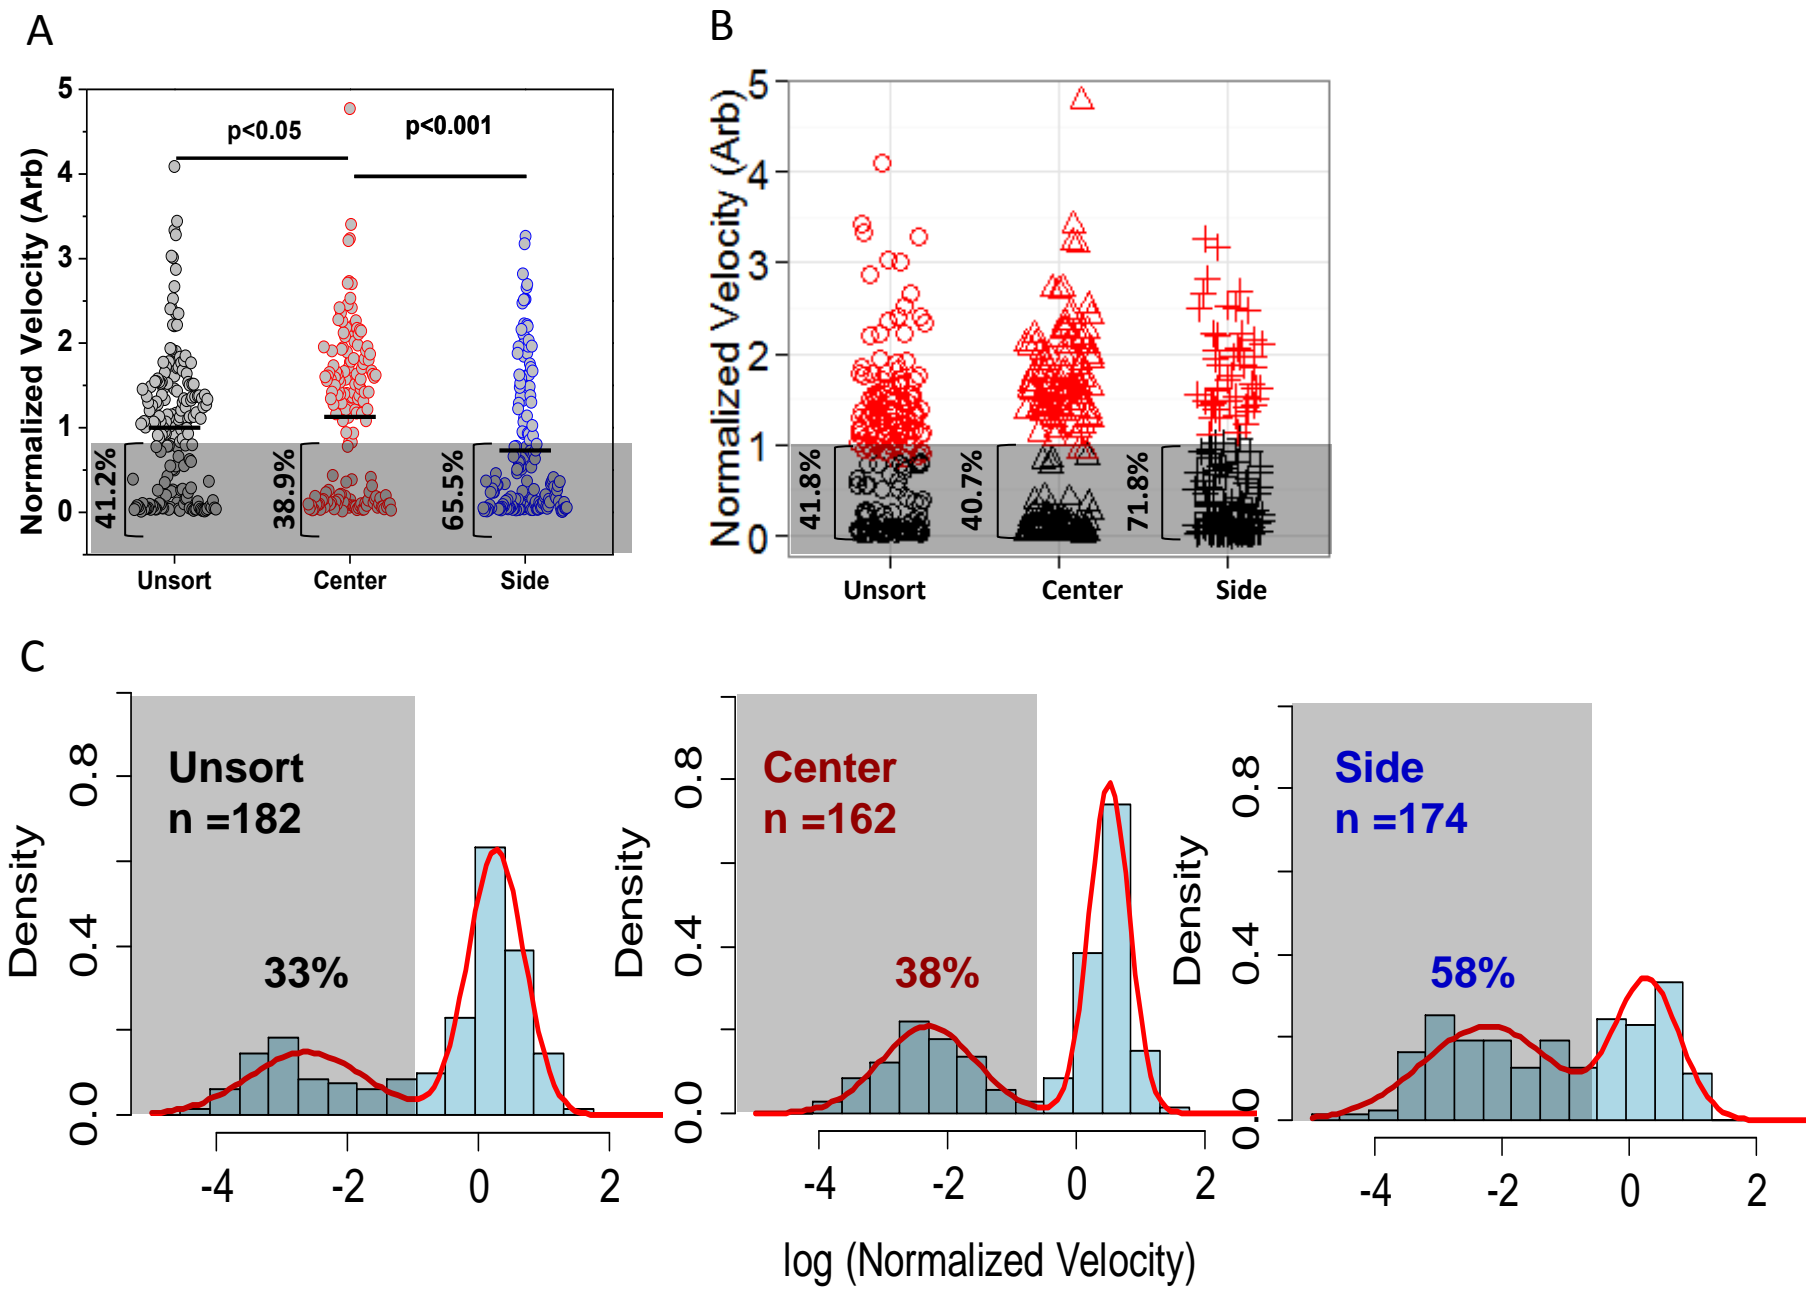 A
B
5
4
3
2
1
0
Normalized Velocity (Arb)
p<0.05
p<0.001
41.2%
38.9%
65.5%
Unsort
Center
Side
5
4
3
2
1
0
Normalized Velocity (Arb)
41.8%
40.7%
71.8%
Unsort
Center
Side
C
Density
0.8
0.4
0.0
Unsort
n =182
33%
-4
-2
0
2
Density
0.8
0.4
0.0
Center
n =162
38%
-4
-2
0
2
Density
0.8
0.4
0.0
Side
n =174
58%
-4
-2
0
2
log (Normalized Velocity)